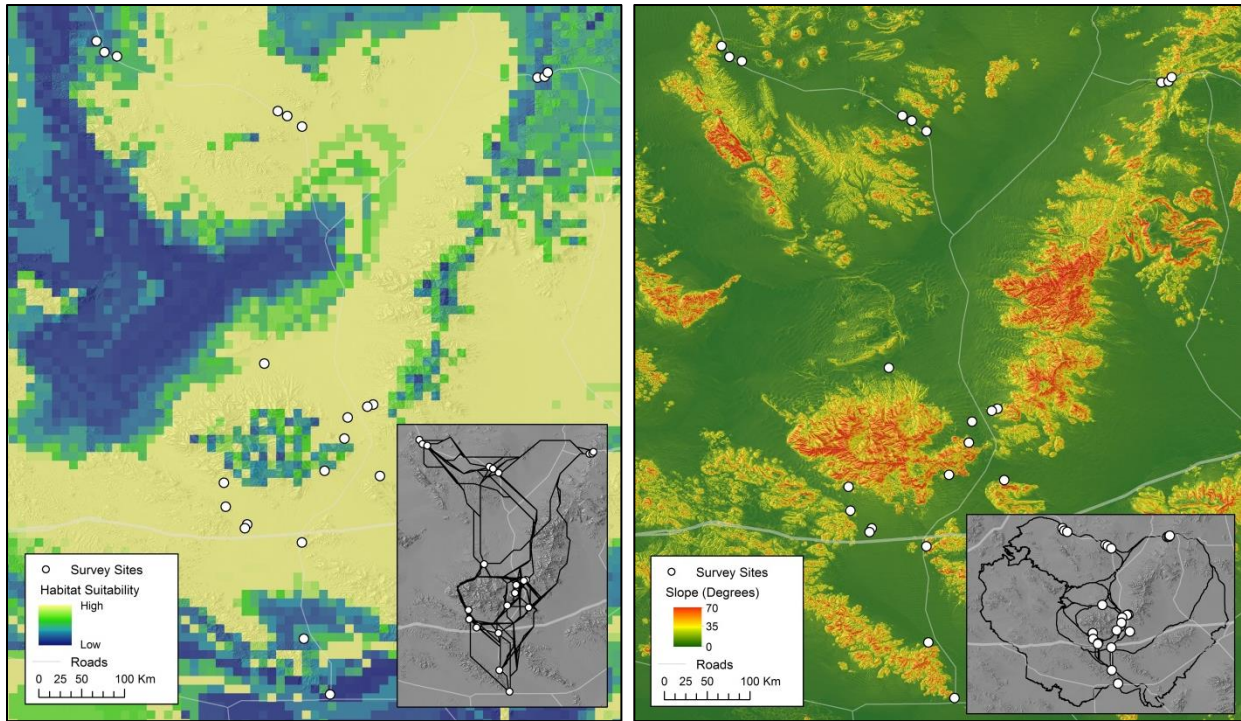 Survey Sites
Habitat Suitability
High
Low
Roads
0 25 50 100 Km
Survey Sites
Slope (Degrees)
70
35
0
Roads
0 25 50 100 Km